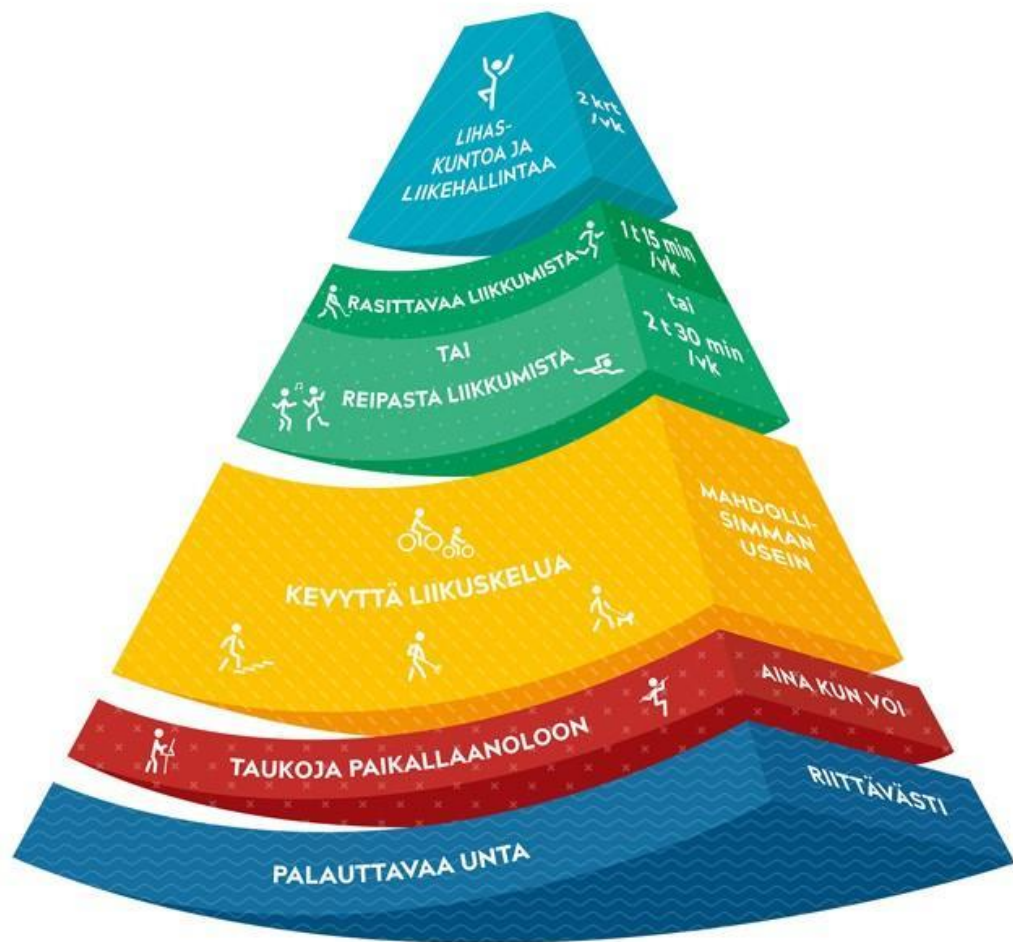 LIHAS-
KUNTOA JA
LIIKEHALLINTAA
2 krt
/vk
RASITTAVAA LIIKKUMISTA
1 t 15 min
/vk
TAI
tai
REIPASTA LIIKKUMISTA
2 t 30 min
/vk
KEVYTTÄ LIIKUSKELUA
MAHDOLLI-
SIMMAN
USEIN
TAUKOJA PAIKALLAANOLOON
AINA KUN VOI
PALAUTTAVAA UNTA
RIITTÄVÄSTI